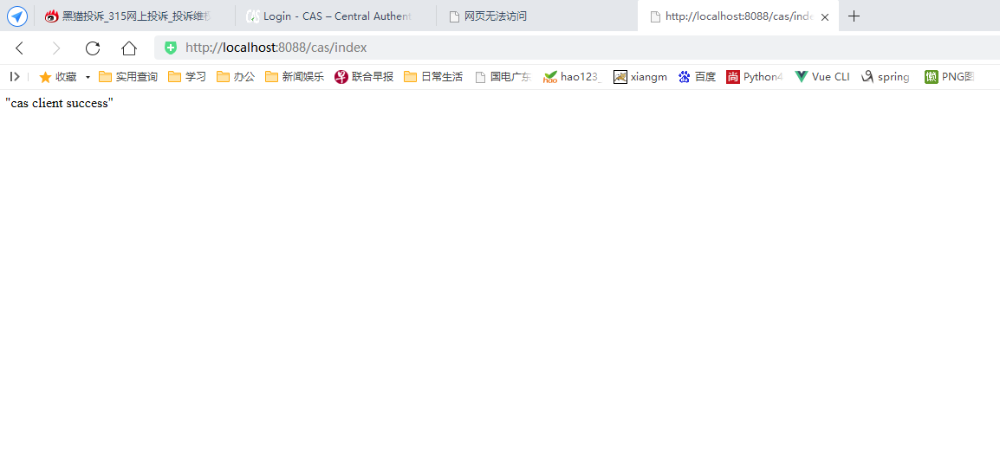 黑猫投诉_315网上投诉_投诉维权
Login - CAS – Central Authent
网页无法访问
http://localhost:8088/cas/inde
http://localhost:8088/cas/index
收藏 实用查询 学习 办公 新闻娱乐 联合早报 日常生活 国电广东 hao123_ xiangm 百度 Python4 Vue CLI spring PNG图
"cas client success"